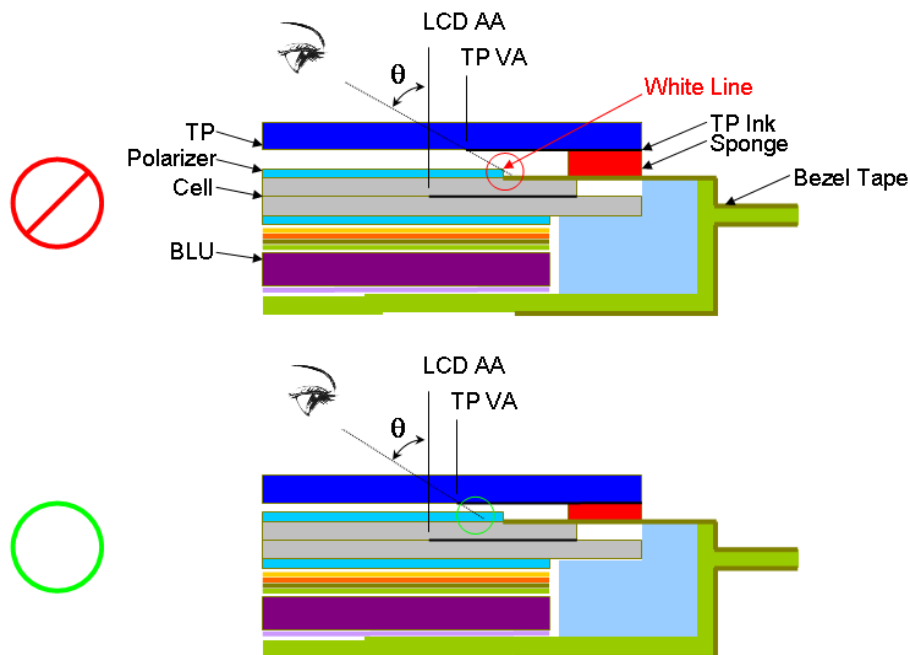 LCD AA
TP VA
θ
White Line
TP
TP Ink
Polarizer
Sponge
Cell
Bezel Tape
BLU
LCD AA
TP VA
θ